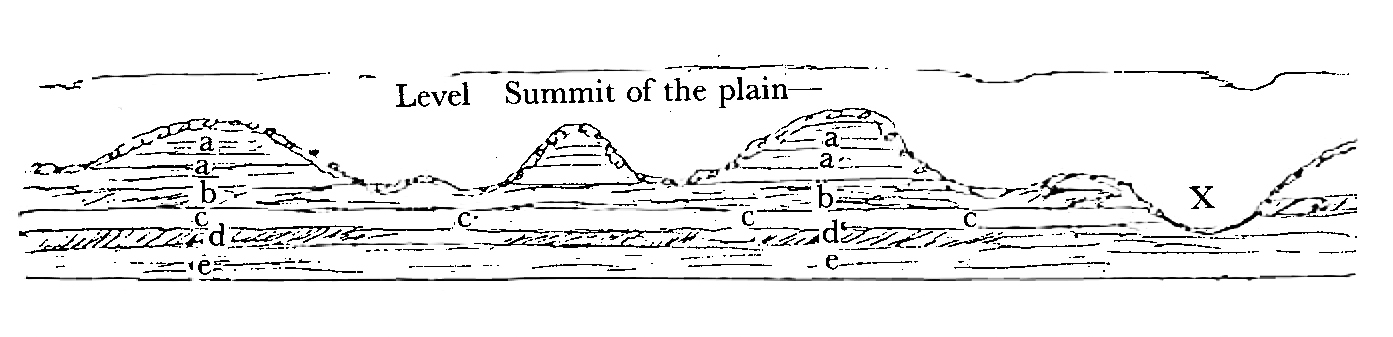 Level Summit of the plain—
a a
a a
b b X
c c c c
d d
e e